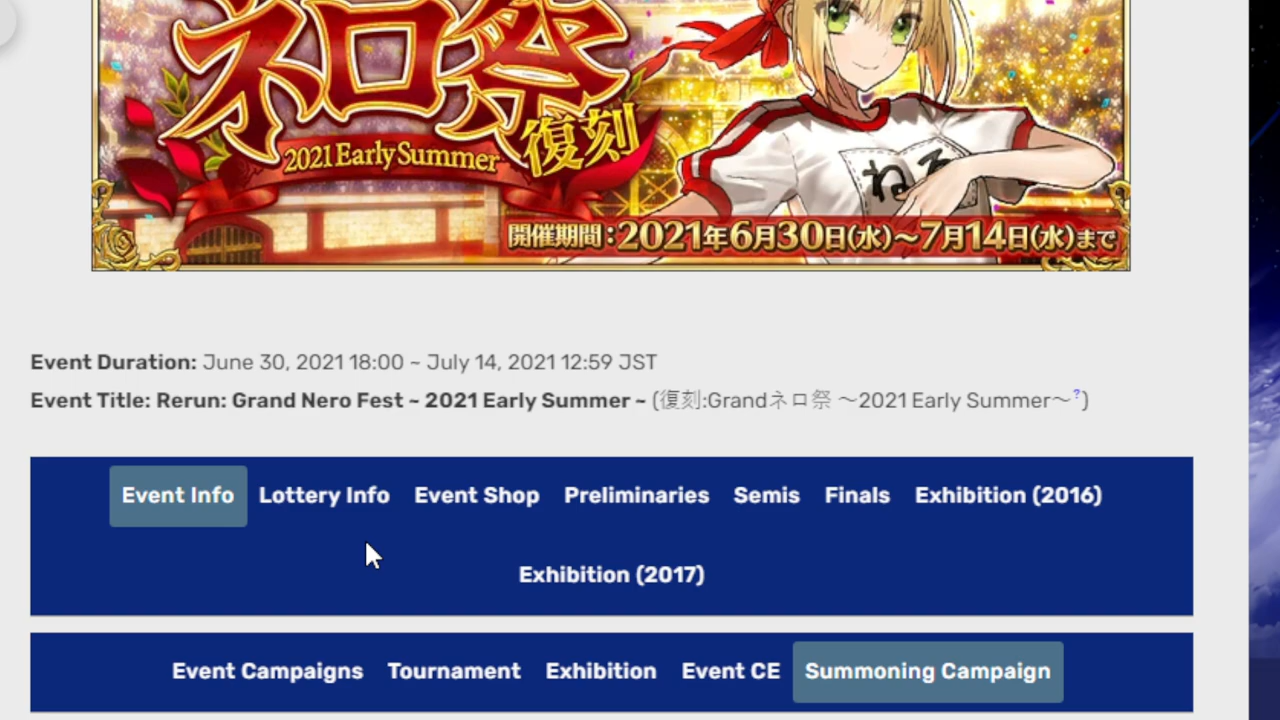 ネロ祭
2021 Early Summer 復刻
ねろ
開催期間：2021年6月30日(水)～7月14日(水)まで
Event Duration: June 30, 2021 18:00 ~ July 14, 2021 12:59 JST
Event Title: Rerun: Grand Nero Fest ~ 2021 Early Summer ~ (復刻:Grandネロ祭 ～2021 Early Summer～?)
Event Info Lottery Info Event Shop Preliminaries Semis Finals Exhibition (2016)
Exhibition (2017)
Event Campaigns Tournament Exhibition Event CE Summoning Campaign